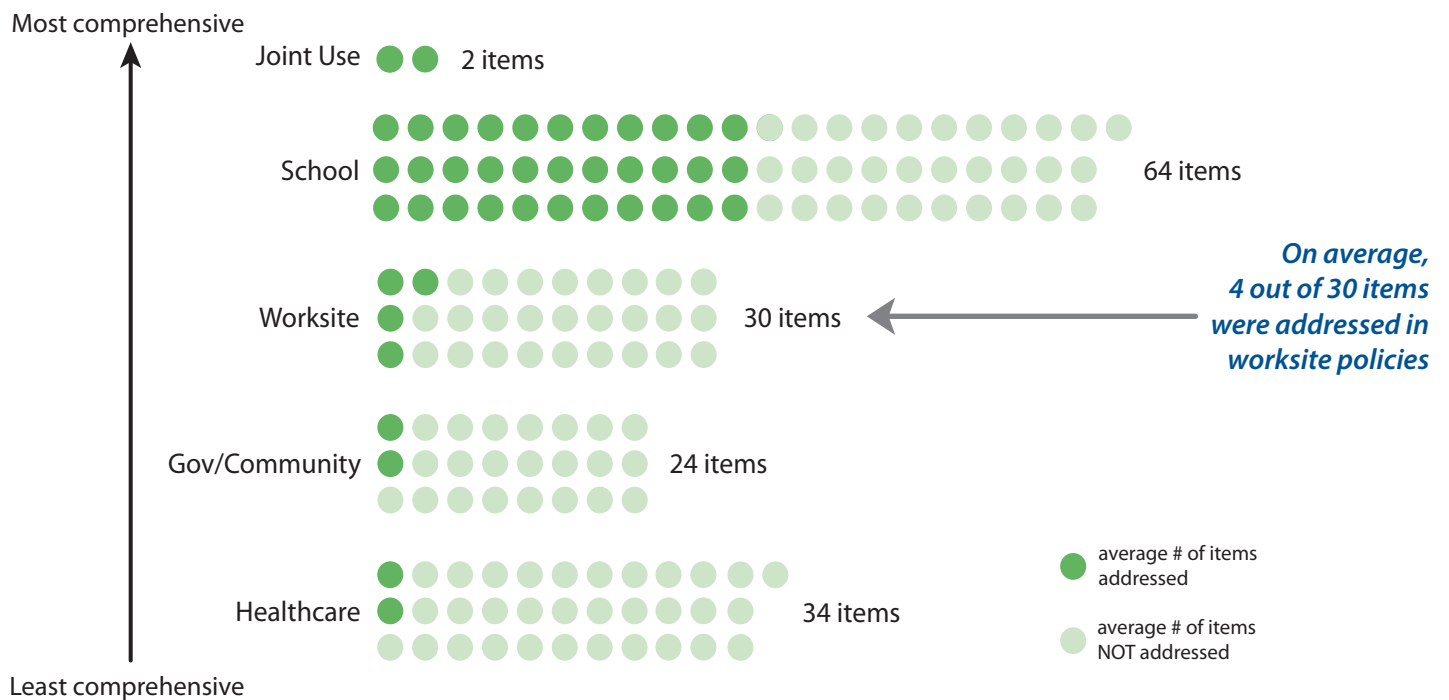 Most comprehensive
Joint Use
2 items
School
64 items
On average,
4 out of 30 items
were addressed in
worksite policies
Worksite
30 items
Gov/Community
24 items
average # of items
addressed
Healthcare
34 items
average # of items
NOT addressed
Least comprehensive